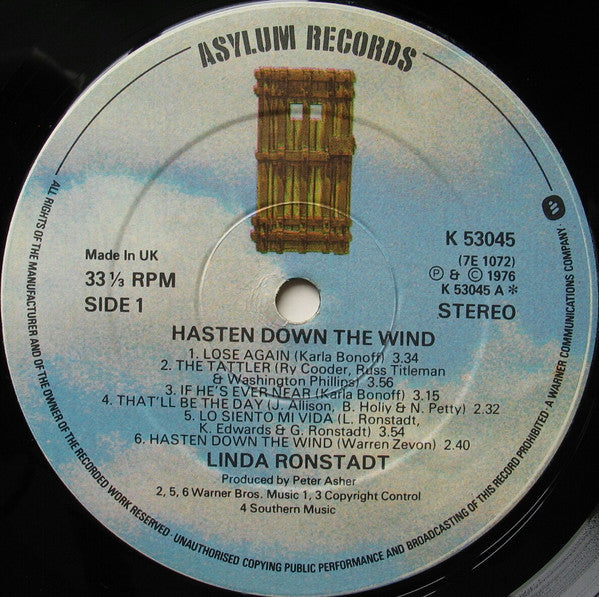 ASYLUM RECORDS
Made In UK
33 ⅓ RPM
SIDE 1
K 53045
(7E 1072)
Ⓟ & © 1976
K 53045 A *
STEREO
HASTEN DOWN THE WIND
1. LOSE AGAIN (Karla Bonoff) 3.34
2. THE TATTLER (Ry Cooder, Russ Titleman
& Washington Phillips) 3.56
3. IF HE'S EVER NEAR (Karla Bonoff) 3.15
4. THAT'LL BE THE DAY (J. Allison, B. Holiy & N. Petty) 2.32
5. LO SIENTO MI VIDA (L. Ronstadt,
K. Edwards & G. Ronstadt) 3.54
6. HASTEN DOWN THE WIND (Warren Zevon) 2.40
LINDA RONSTADT
Produced by Peter Asher
2, 5, 6 Warner Bros. Music 1, 3 Copyright Control
4 Southern Music
ALL RIGHTS OF THE MANUFACTURER AND OF THE OWNER OF THE RECORDED WORK RESERVED · UNAUTHORISED COPYING PUBLIC PERFORMANCE AND BROADCASTING OF THIS RECORD PROHIBITED · A WARNER COMMUNICATIONS COMPANY